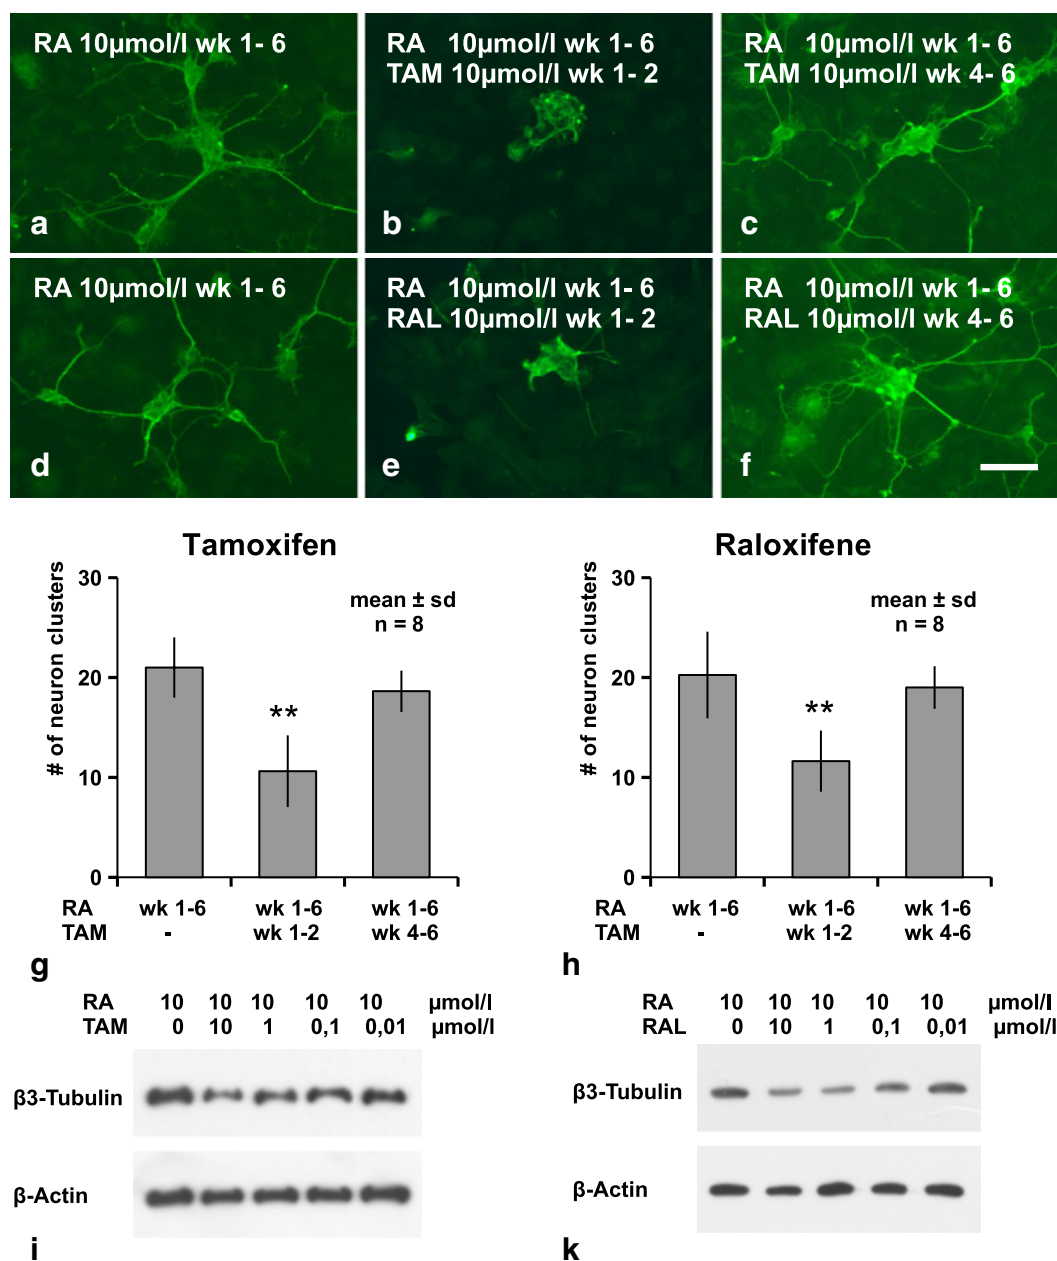 RA 10µmol/l wk 1- 6
a
RA 10µmol/l wk 1- 6
TAM 10µmol/l wk 1- 2
b
RA 10µmol/l wk 1- 6
TAM 10µmol/l wk 4- 6
c
RA 10µmol/l wk 1- 6
d
RA 10µmol/l wk 1- 6
RAL 10µmol/l wk 1- 2
e
RA 10µmol/l wk 1- 6
RAL 10µmol/l wk 4- 6
f
Tamoxifen
# of neuron clusters
30
20
10
0
mean ± sd
n = 8
**
RA wk 1-6 wk 1-6 wk 1-6
TAM - wk 1-2 wk 4-6
g
Raloxifene
# of neuron clusters
30
20
10
0
mean ± sd
n = 8
**
RA wk 1-6 wk 1-6 wk 1-6
TAM - wk 1-2 wk 4-6
h
RA 10 10 10 10 10 µmol/l
TAM 0 10 1 0,1 0,01 µmol/l
β3-Tubulin
β-Actin
i
RA 10 10 10 10 10 µmol/l
RAL 0 10 1 0,1 0,01 µmol/l
β3-Tubulin
β-Actin
k